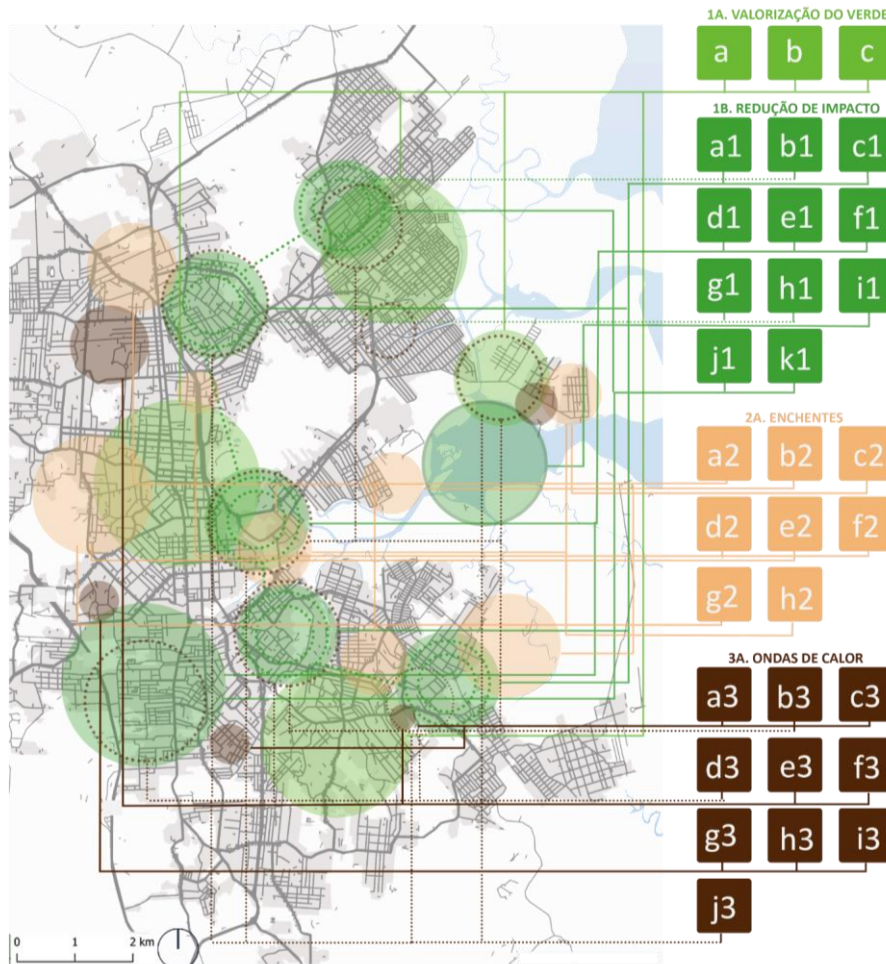 1A. VALORIZAÇÃO DO VERDE
a b c
1B. REDUÇÃO DE IMPACTO
a1 b1 c1
d1 e1 f1
g1 h1 i1
j1 k1
2A. ENCHENTES
a2 b2 c2
d2 e2 f2
g2 h2
3A. ONDAS DE CALOR
a3 b3 c3
d3 e3 f3
g3 h3 i3
j3
0 1 2 km